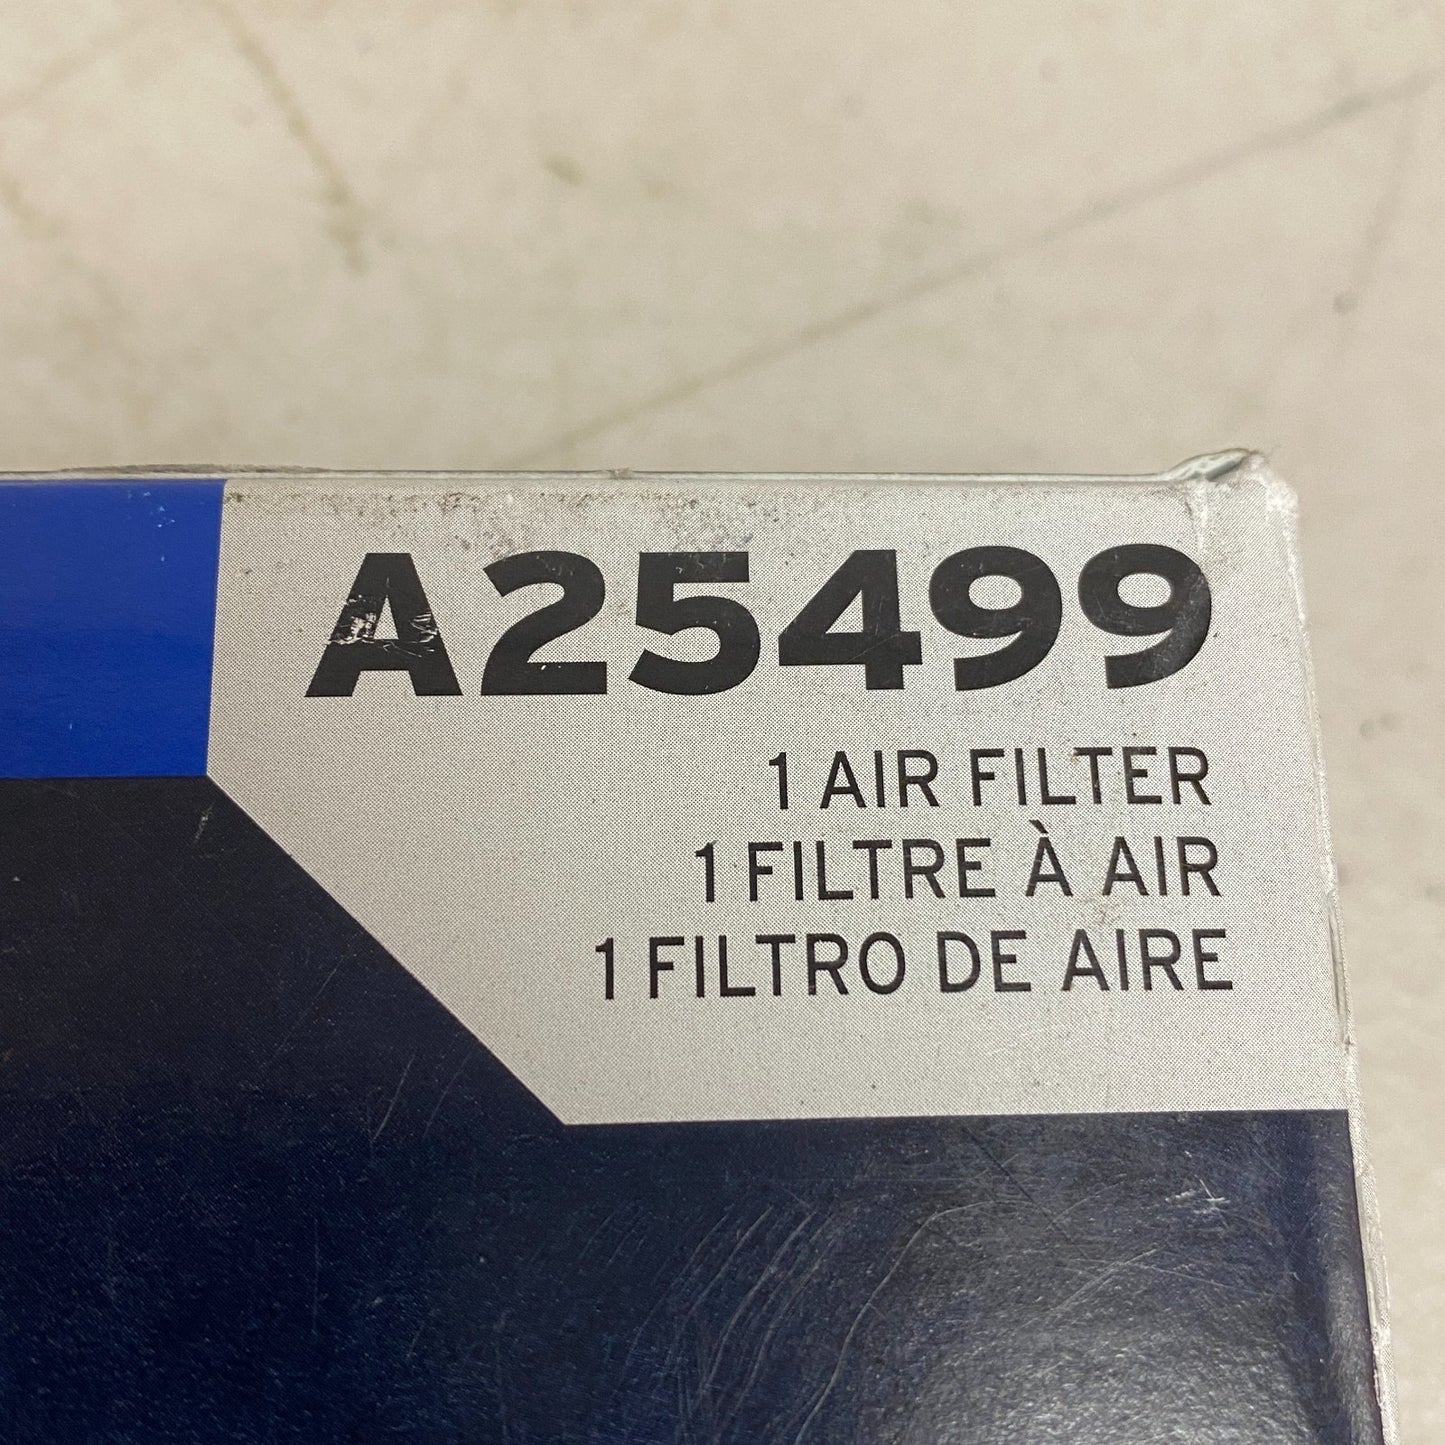 A25499
1 AIR FILTER
1 FILTRE À AIR
1 FILTRO DE AIRE